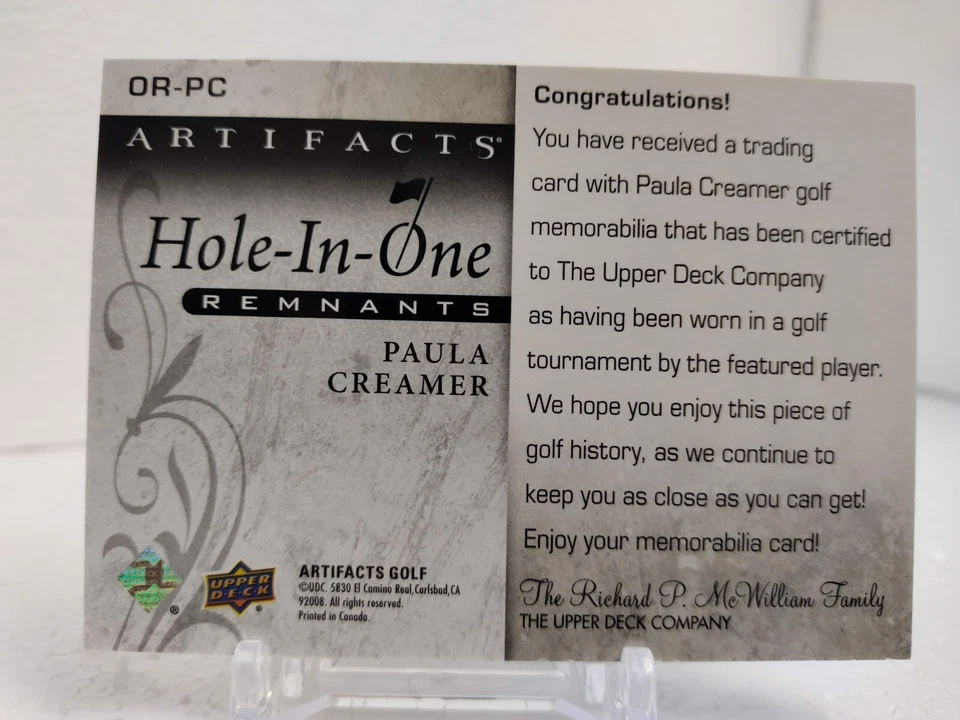 OR-PC
ARTIFACTS®
Hole-In-One
REMNANTS
PAULA
CREAMER
UPPER
DECK
®
®
ARTIFACTS GOLF
©UDC. 5830 El Camino Real, Carlsbad, CA
92008. All rights reserved.
Printed in Canada.
Congratulations!
You have received a trading
card with Paula Creamer golf
memorabilia that has been certified
to The Upper Deck Company
as having been worn in a golf
tournament by the featured player.
We hope you enjoy this piece of
golf history, as we continue to
keep you as close as you can get!
Enjoy your memorabilia card!
The Richard P. McWilliam Family
THE UPPER DECK COMPANY